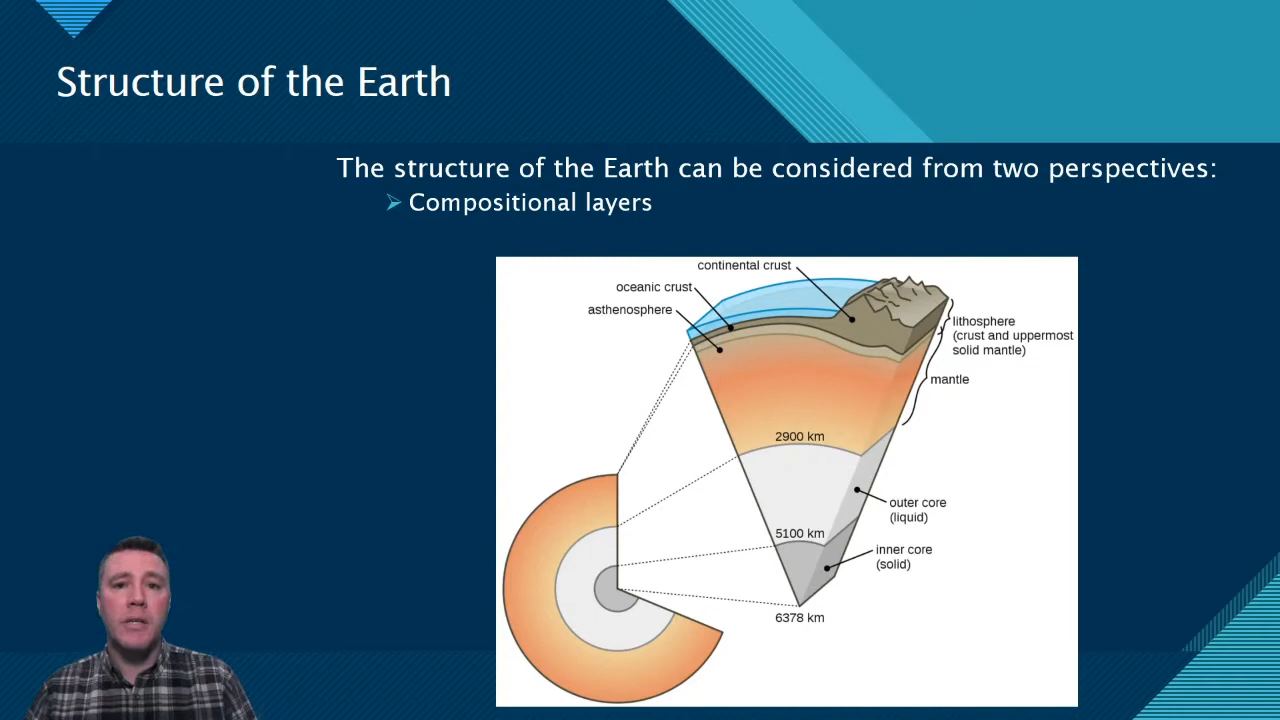 Structure of the Earth
The structure of the Earth can be considered from two perspectives:
Compositional layers
continental crust
oceanic crust
asthenosphere
lithosphere
(crust and uppermost
solid mantle)
mantle
2900 km
outer core
(liquid)
5100 km
inner core
(solid)
6378 km